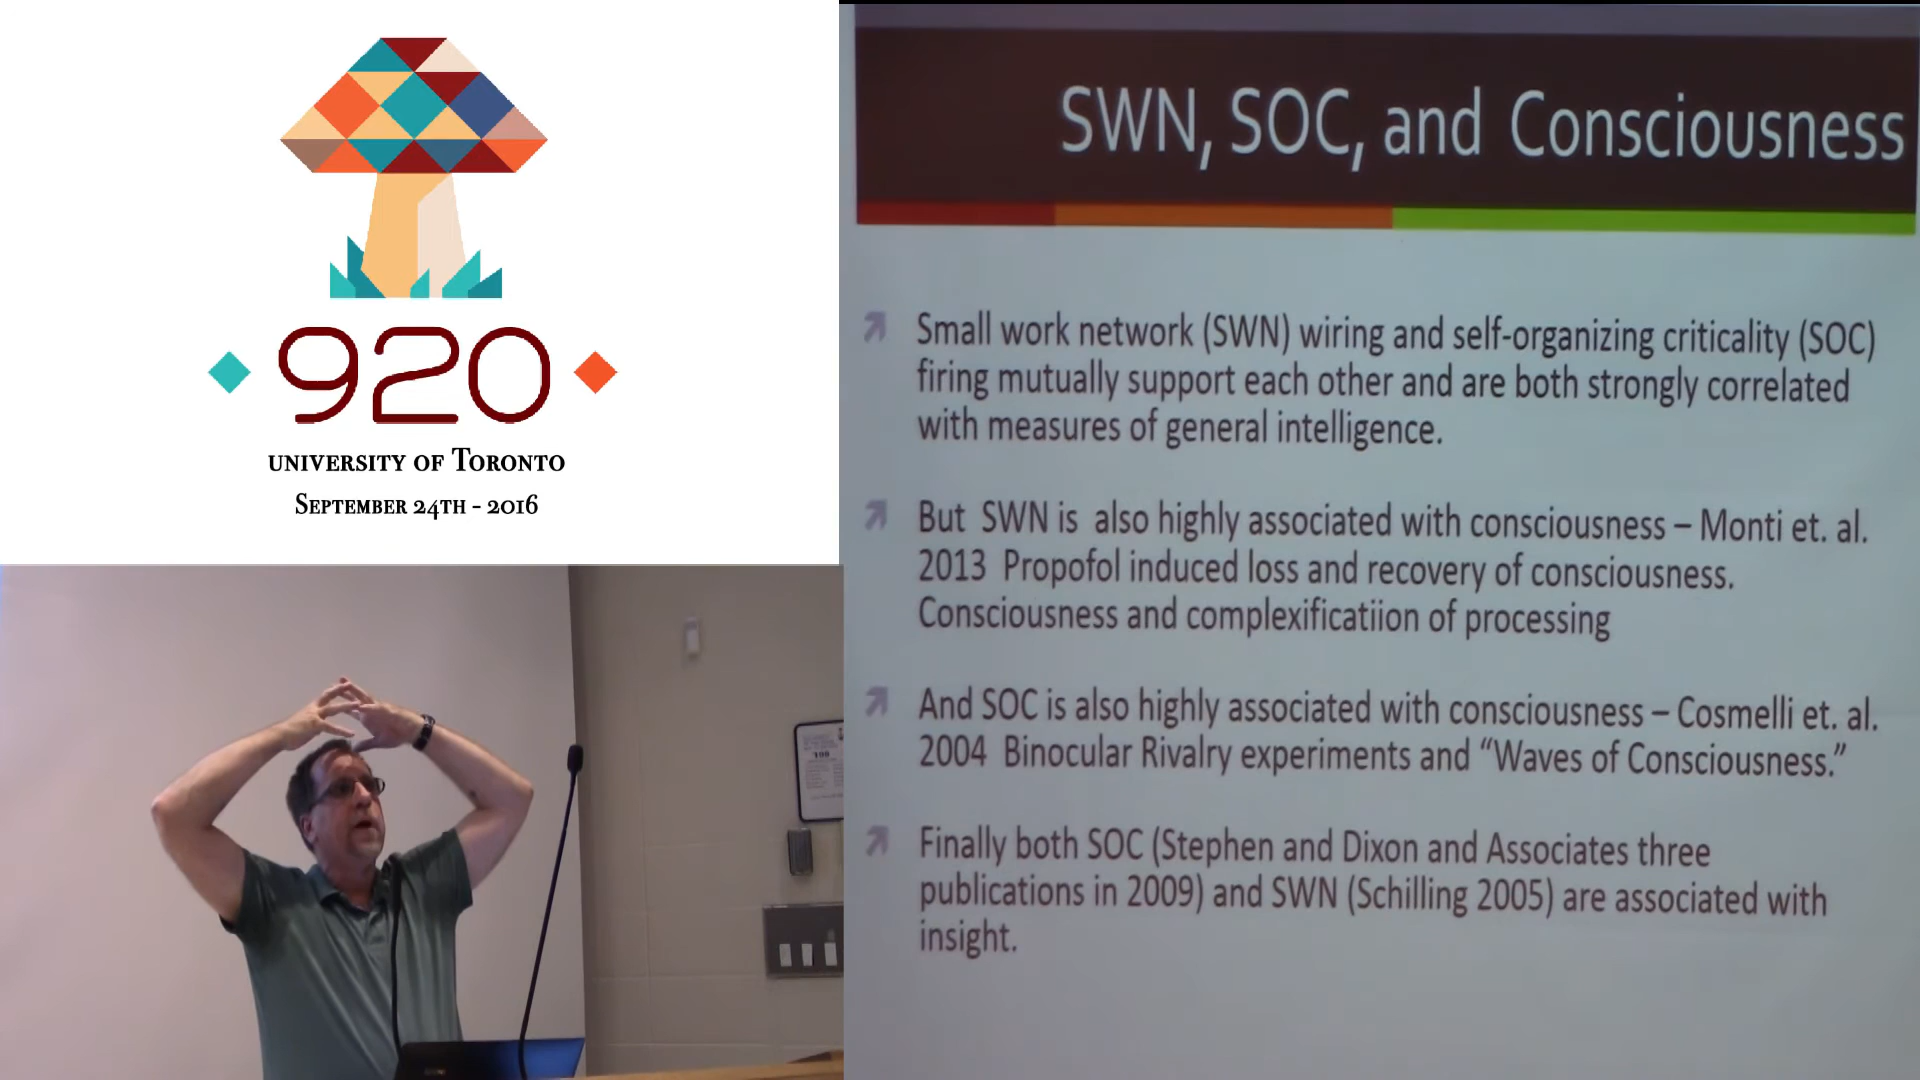 920
UNIVERSITY OF TORONTO
SEPTEMBER 24TH - 2016
SWN, SOC, and Consciousness
Small work network (SWN) wiring and self-organizing criticality (SOC)
firing mutually support each other and are both strongly correlated
with measures of general intelligence.
But SWN is also highly associated with consciousness – Monti et. al.
2013 Propofol induced loss and recovery of consciousness.
Consciousness and complexificatiion of processing
And SOC is also highly associated with consciousness – Cosmelli et. al.
2004 Binocular Rivalry experiments and “Waves of Consciousness.”
Finally both SOC (Stephen and Dixon and Associates three
publications in 2009) and SWN (Schilling 2005) are associated with
insight.